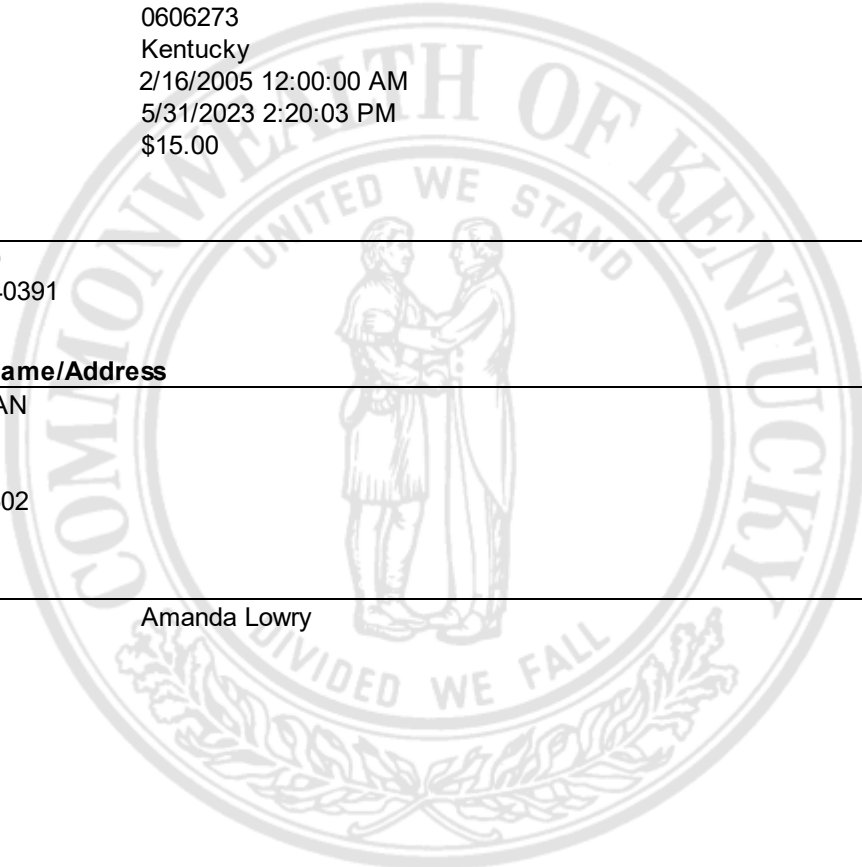 0606273
Kentucky
2/16/2005 12:00:00 AM
5/31/2023 2:20:03 PM
$15.00
COMMONWEALTH OF KENTUCKY
UNITED WE STAND
40391
ame/Address
AN
02
Amanda Lowry
DIVIDED WE FALL